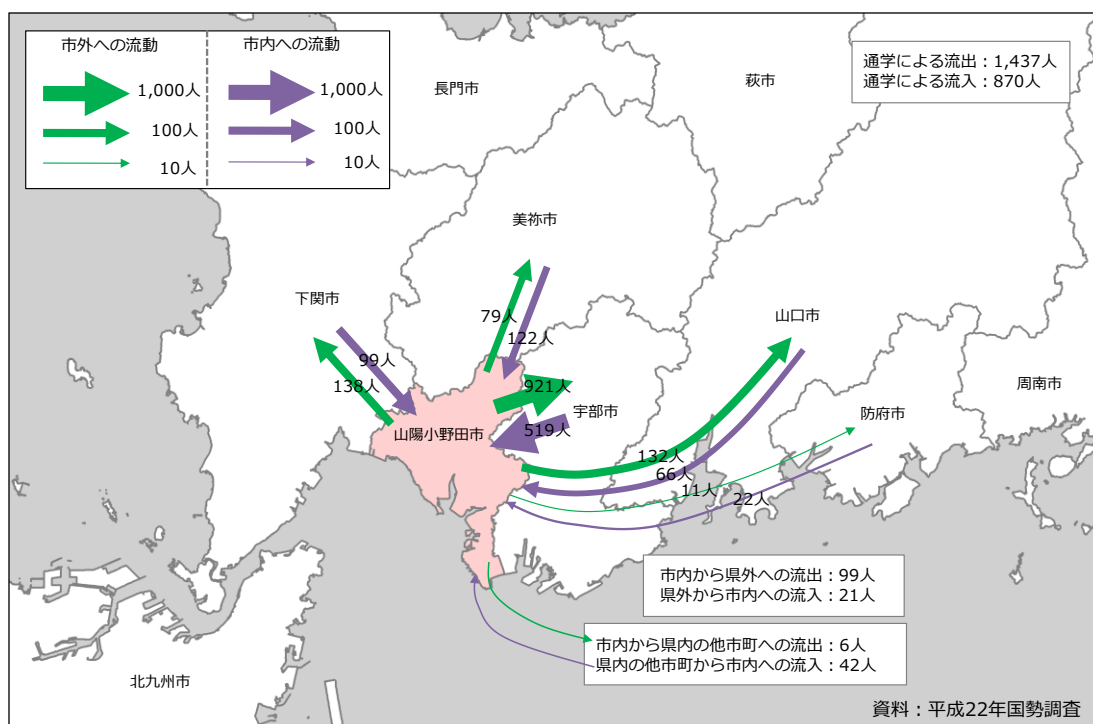 市外への流動
市内への流動
1,000人
1,000人
100人
100人
10人
10人
通学による流出：1,437人
通学による流入：870人
長門市
萩市
美祢市
下関市
山口市
79人
122人
99人
138人
921人
宇部市
周南市
防府市
山陽小野田市
519人
132人
66人
11人
22人
市内から県外への流出：99人
県外から市内への流入：21人
市内から県内の他市町への流出：6人
県内の他市町から市内への流入：42人
北九州市
資料：平成22年国勢調査